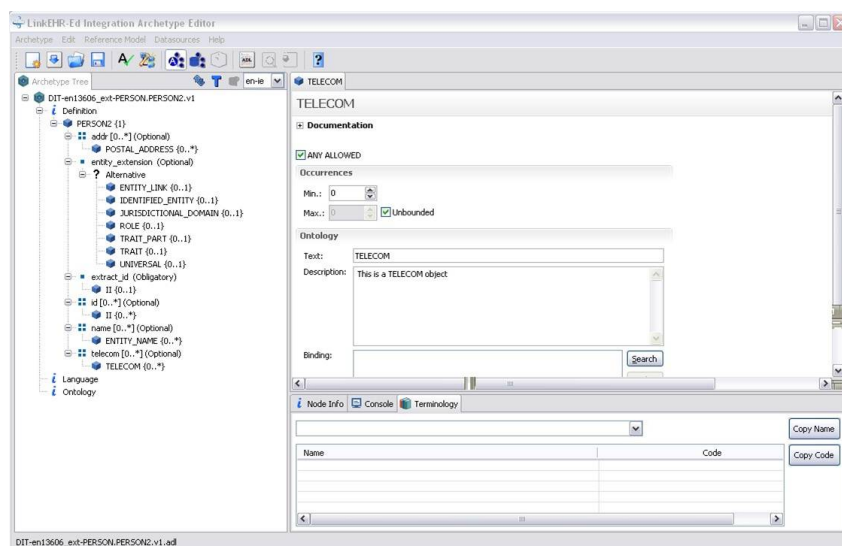 LinkEHR-Ed Integration Archetype Editor
Archetype Edit Reference Model Datasources Help
ADL
?
Archetype Tree
en-ie
DIT-en13606_ext-PERSON.PERSON2.v1
i Definition
PERSON2 {1}
addr [0..*] (Optional)
POSTAL_ADDRESS {0..*}
entity_extension (Optional)
? Alternative
ENTITY_LINK {0..1}
IDENTIFIED_ENTITY {0..1}
JURISDICTIONAL_DOMAIN {0..1}
ROLE {0..1}
TRAIT_PART {0..1}
TRAIT {0..1}
UNIVERSAL {0..1}
extract_id (Obligatory)
II {0..1}
id [0..*] (Optional)
II {0..*}
name [0..*] (Optional)
ENTITY_NAME {0..*}
telecom [0..*] (Optional)
TELECOM {0..*}
i Language
i Ontology
TELECOM
TELECOM
Documentation
ANY ALLOWED
Occurrences
Min.: 0
Max.: 0 Unbounded
Ontology
Text: TELECOM
Description: This is a TELECOM object
Binding:
Search
i Node Info Console Terminology
Copy Name
Name Code
Copy Code
DIT-en13606_ext-PERSON.PERSON2.v1.adl